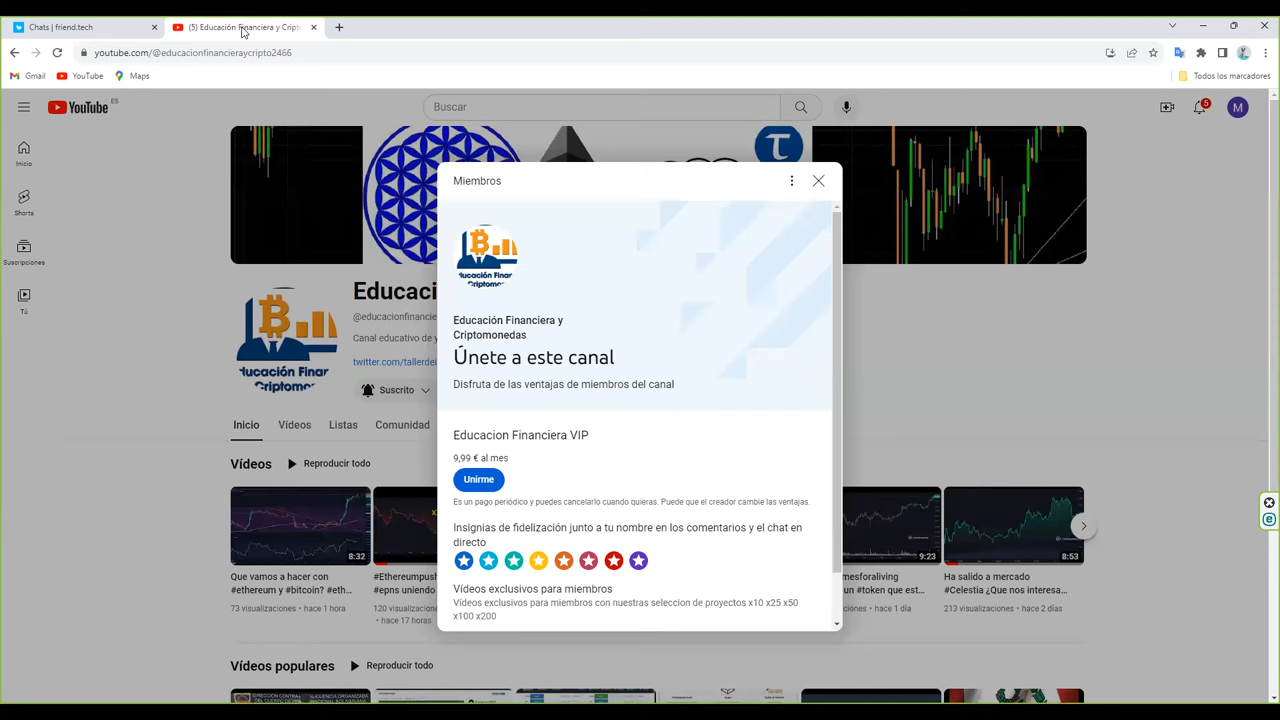 Chats | friend.tech
(5) Educación Financiera y Cripto
youtube.com/@educacionfinancieraycripto2466
Gmail
YouTube
Maps
Todos los marcadores
YouTube ES
Buscar
5
M
Inicio
Shorts
Suscripciones
Tú
Educaci
@educacionfinancie
Canal educativo de y
twitter.com/tallerde
Suscrito
Inicio
Vídeos
Listas
Comunidad
Vídeos
Reproducir todo
8:32
9:23
8:53
Que vamos a hacer con
#ethereum y #bitcoin? #eth…
73 visualizaciones • hace 1 hora
#Ethereumpush
#epns uniendo
120 visualizaciones
hace 17 horas
mesforaliving
un #token que est…
hace 1 día
Ha salido a mercado
#Celestia ¿Que nos interesa…
213 visualizaciones • hace 2 días
Vídeos populares
Reproducir todo
Miembros
ducación Finan
Criptomoned
Educación Financiera y
Criptomonedas
Únete a este canal
Disfruta de las ventajas de miembros del canal
Educacion Financiera VIP
9,99 € al mes
Unirme
Es un pago periódico y puedes cancelarlo cuando quieras. Puede que el creador cambie las ventajas.
Insignias de fidelización junto a tu nombre en los comentarios y el chat en
directo
Vídeos exclusivos para miembros
Vídeos exclusivos para miembros con nuestras seleccion de proyectos x10 x25 x50
x100 x200